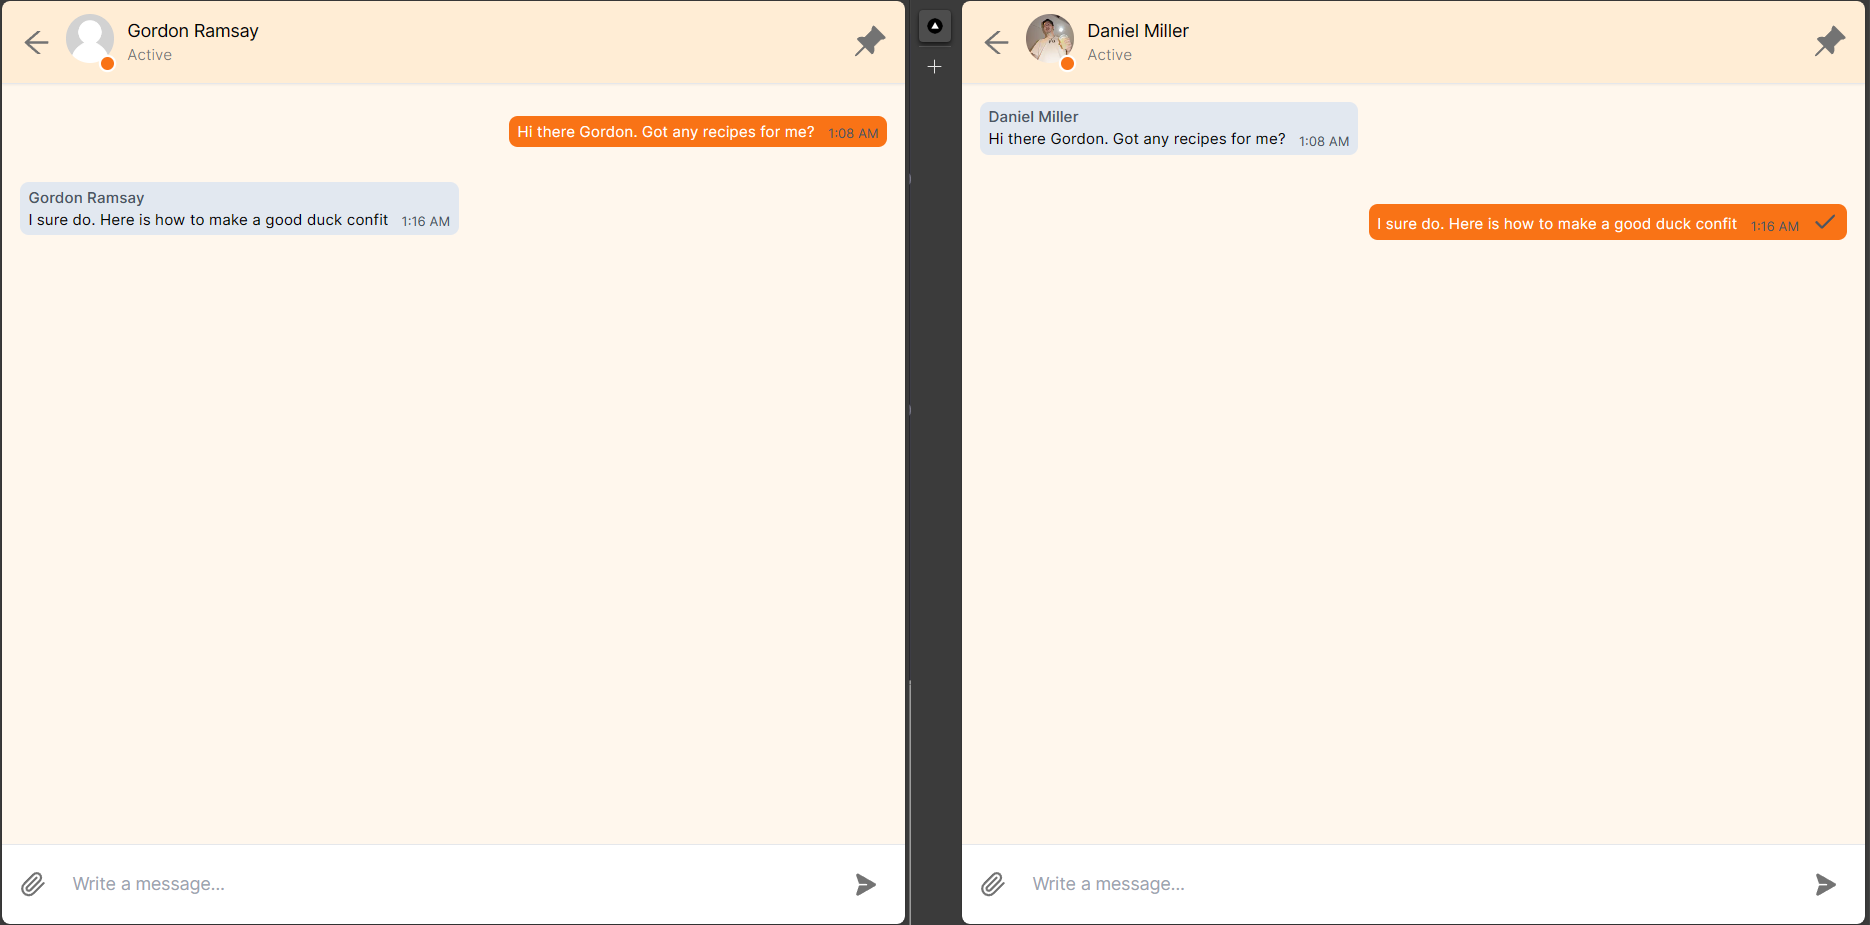 Gordon Ramsay
Active
Hi there Gordon. Got any recipes for me? 1:08 AM
Gordon Ramsay
I sure do. Here is how to make a good duck confit 1:16 AM
Write a message...
Daniel Miller
Active
Daniel Miller
Hi there Gordon. Got any recipes for me? 1:08 AM
I sure do. Here is how to make a good duck confit 1:16 AM
Write a message...